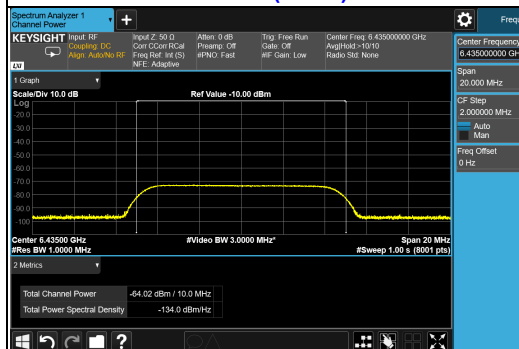 Spectrum Analyzer 1
Channel Power
+
Frequ
KEYSIGHT
Input: RF
Coupling: DC
Align: Auto/No RF
Input Z: 50 Ω
Corr CCorr RCal
Freq Ref: Int (S)
NFE: Adaptive
Atten: 0 dB
Preamp: Off
#PNO: Fast
Trig: Free Run
Gate: Off
#IF Gain: Low
Center Freq: 6.435000000 GHz
Avg|Hold:>10/10
Radio Std: None
LXI
Center Frequency
6.435000000 GH
Span
20.000 MHz
CF Step
2.000000 MHz
Auto
Man
Freq Offset
0 Hz
1 Graph
Scale/Div 10.0 dB
Ref Value -10.00 dBm
Log
-20.0
-30.0
-40.0
-50.0
-60.0
-70.0
-80.0
-90.0
-100
Center 6.43500 GHz
#Video BW 3.0000 MHz*
Span 20 MHz
#Res BW 1.0000 MHz
#Sweep 1.00 s (8001 pts)
2 Metrics
Total Channel Power -64.02 dBm / 10.0 MHz
Total Power Spectral Density -134.0 dBm/Hz
?